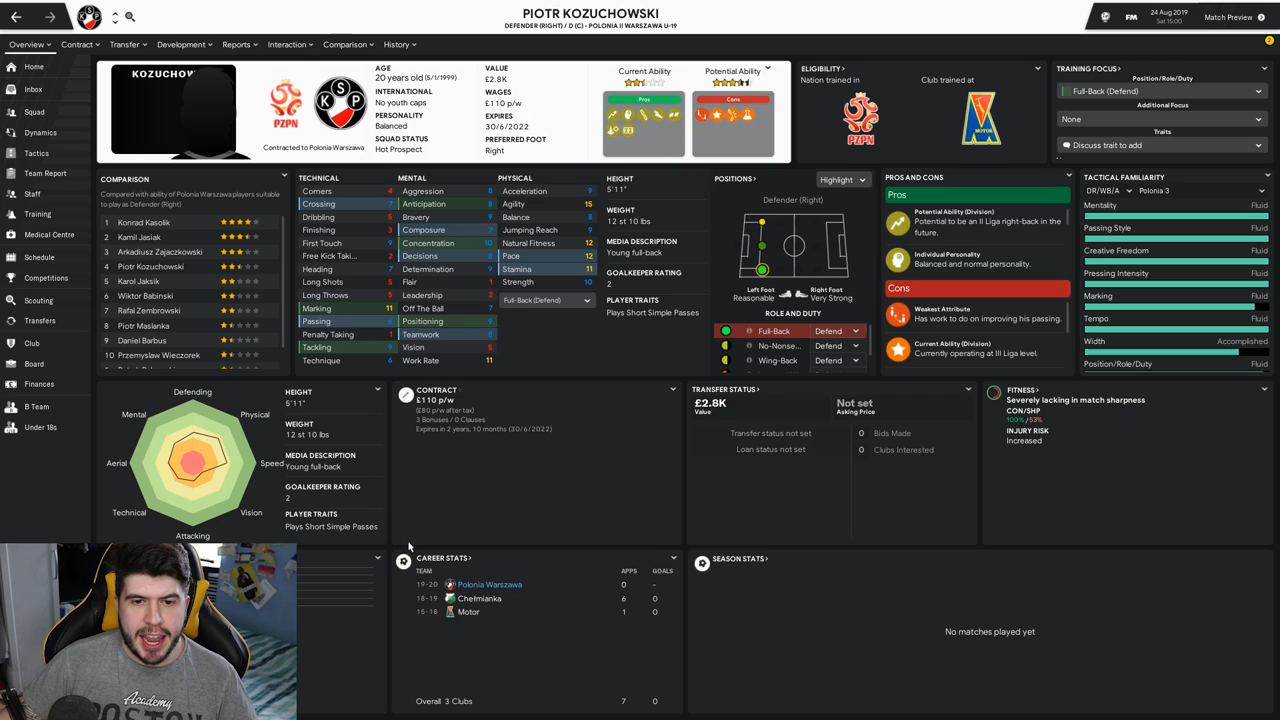 PIOTR KOZUCHOWSKI
DEFENDER (RIGHT) / D (C) - POLONIA II WARSZAWA U-19
FM
24 Aug 2019
Sat 15:00
Match Preview
Overview
Contract
Transfer
Development
Reports
Interaction
Comparison
History
2
Home
Inbox
Squad
Dynamics
Tactics
Team Report
Staff
Training
Medical Centre
Schedule
Competitions
Scouting
Transfers
Club
Board
Finances
B Team
Under 18s
KOZUCHOW
PZPN
KSP
Contracted to Polonia Warszawa
AGE
20 years old (5/1/1999)
INTERNATIONAL
No youth caps
PERSONALITY
Balanced
SQUAD STATUS
Hot Prospect
VALUE
£2.8K
WAGES
£110 p/w
EXPIRES
30/6/2022
PREFERRED FOOT
Right
Current Ability
Pros
Potential Ability
Cons
ELIGIBILITY
Nation trained in
Club trained at
PZPN
MOTOR
TRAINING FOCUS
Position/Role/Duty
Full-Back (Defend)
Additional Focus
None
Traits
Discuss trait to add
COMPARISON
Compared with ability of Polonia Warszawa players suitable
to play as Defender (Right)
1 Konrad Kasolik
2 Kamil Jasiak
3 Arkadiusz Zajaczkowski
4 Piotr Kozuchowski
5 Karol Jaksik
6 Wiktor Babinski
7 Rafal Zembrowski
8 Piotr Maslanka
9 Daniel Barbus
10 Przemyslaw Wieczorek
TECHNICAL
Corners 4
Crossing 7
Dribbling 5
Finishing 3
First Touch 9
Free Kick Taki... 2
Heading 7
Long Shots 5
Long Throws 5
Marking 11
Passing 6
Penalty Taking 1
Tackling 9
Technique 6
MENTAL
Aggression 8
Anticipation 8
Bravery 9
Composure 7
Concentration 10
Decisions 8
Determination 9
Flair 1
Leadership 2
Off The Ball 7
Positioning 9
Teamwork 8
Vision 5
Work Rate 11
PHYSICAL
Acceleration 9
Agility 15
Balance 8
Jumping Reach 9
Natural Fitness 12
Pace 12
Stamina 11
Strength 10
Full-Back (Defend)
HEIGHT
5'11"
WEIGHT
12 st 10 lbs
MEDIA DESCRIPTION
Young full-back
GOALKEEPER RATING
2
PLAYER TRAITS
Plays Short Simple Passes
POSITIONS
Highlight
Defender (Right)
Left Foot
Reasonable
Right Foot
Very Strong
ROLE AND DUTY
Full-Back Defend
No-Nonse... Defend
Wing-Back Defend
PROS AND CONS
Pros
Potential Ability (Division)
Potential to be an II Liga right-back in the
future.
Individual Personality
Balanced and normal personality.
Cons
Weakest Attribute
Has work to do on improving his passing.
Current Ability (Division)
Currently operating at III Liga level.
TACTICAL FAMILIARITY
DR/WB/A
Polonia 3
Mentality Fluid
Passing Style Fluid
Creative Freedom Fluid
Pressing Intensity Fluid
Marking Fluid
Tempo Fluid
Width Accomplished
Position/Role/Duty Fluid
Defending
Physical
Speed
Vision
Attacking
Technical
Aerial
Mental
HEIGHT
5'11"
WEIGHT
12 st 10 lbs
MEDIA DESCRIPTION
Young full-back
GOALKEEPER RATING
2
PLAYER TRAITS
Plays Short Simple Passes
CONTRACT
£110 p/w
(£80 p/w after tax)
3 Bonuses / 0 Clauses
Expires in 2 years, 10 months (30/6/2022)
TRANSFER STATUS
£2.8K
Value
Not set
Asking Price
Transfer status not set
Loan status not set
0 Bids Made
0 Clubs Interested
FITNESS
Severely lacking in match sharpness
CON/SHP
100% /53%
INJURY RISK
Increased
CAREER STATS
TEAM APPS GOALS
19-20 Polonia Warszawa 0 -
18-19 Chełmianka 6 0
15-18 Motor 1 0
Overall 3 Clubs 7 0
SEASON STATS
No matches played yet
Academy